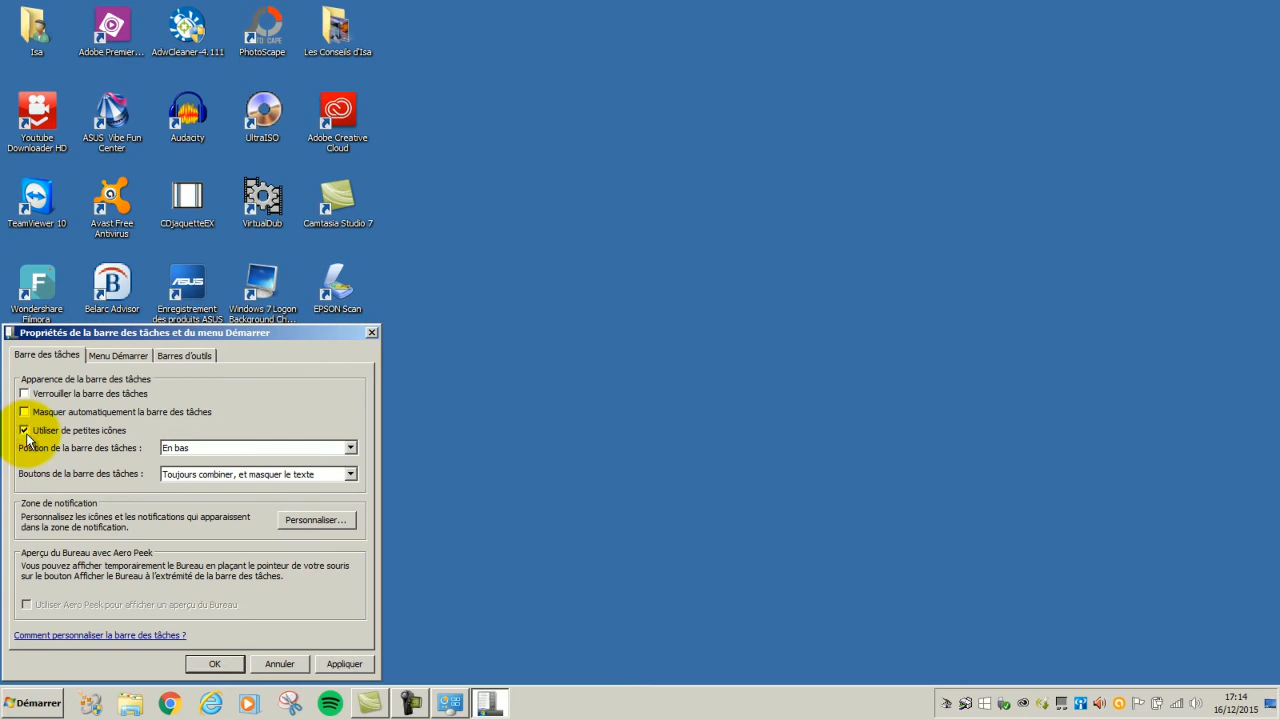 Isa
Adobe Premier...
AdwCleaner-4.111
PhotoScape
Les Conseils d'Isa
Youtube
Downloader HD
ASUS Vibe Fun
Center
Audacity
UltraISO
Adobe Creative
Cloud
TeamViewer 10
Avast Free
Antivirus
CDjaquetteEX
VirtualDub
Camtasia Studio 7
Wondershare
Filmora
Belarc Advisor
Enregistrement
des produits ASUS
Windows 7 Logon
Background Ch...
EPSON Scan
Propriétés de la barre des tâches et du menu Démarrer
Barre des tâches
Menu Démarrer
Barres d'outils
Apparence de la barre des tâches
Verrouiller la barre des tâches
Masquer automatiquement la barre des tâches
Utiliser de petites icônes
Position de la barre des tâches :
En bas
Boutons de la barre des tâches :
Toujours combiner, et masquer le texte
Zone de notification
Personnalisez les icônes et les notifications qui apparaissent
dans la zone de notification.
Personnaliser...
Aperçu du Bureau avec Aero Peek
Vous pouvez afficher temporairement le Bureau en plaçant le pointeur de votre souris
sur le bouton Afficher le Bureau à l'extrémité de la barre des tâches.
Utiliser Aero Peek pour afficher un aperçu du Bureau
Comment personnaliser la barre des tâches ?
OK
Annuler
Appliquer
Démarrer
17:14
16/12/2015